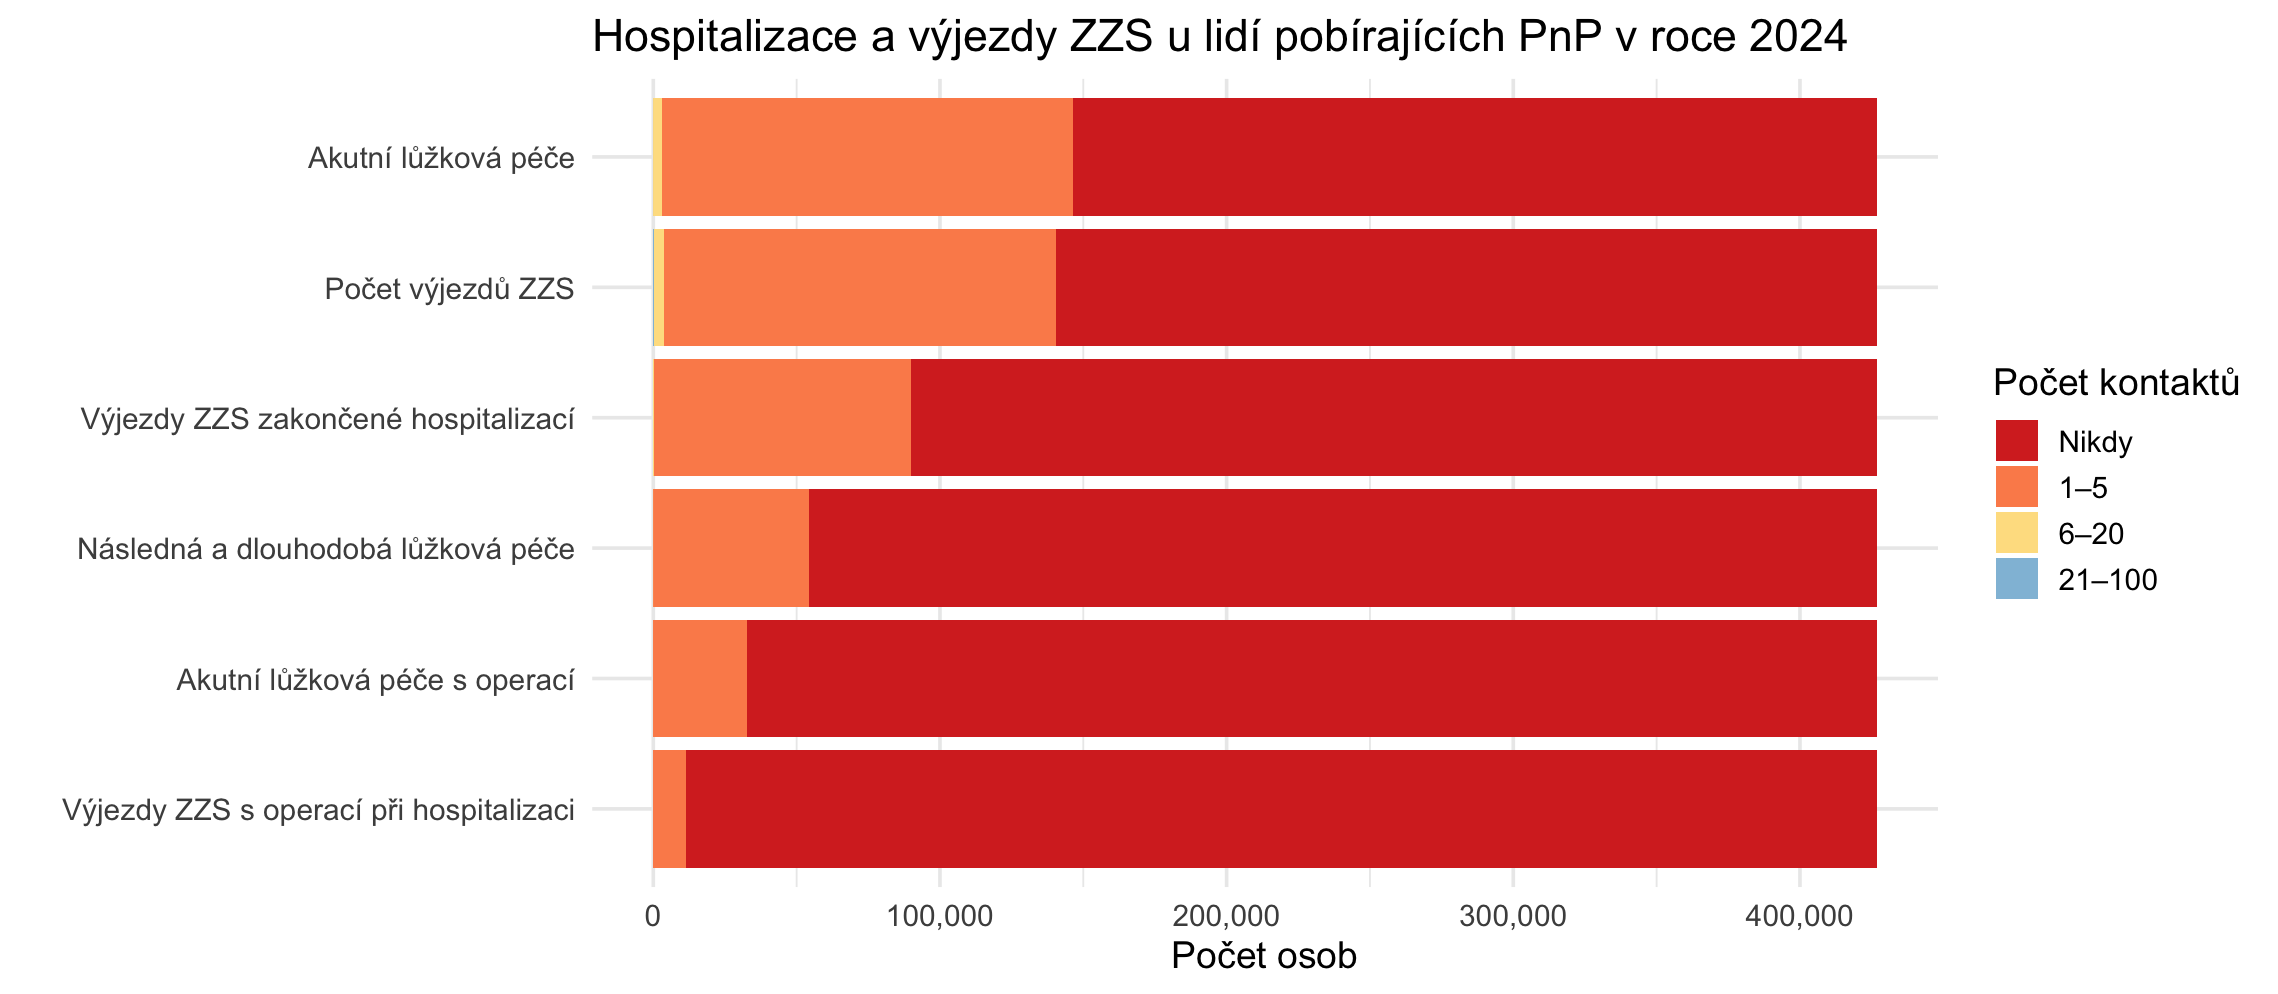 Hospitalizace a výjezdy ZZS u lidí pobírajících PnP v roce 2024
Akutní lůžková péče
Počet výjezdů ZZS
Výjezdy ZZS zakončené hospitalizací
Následná a dlouhodobá lůžková péče
Akutní lůžková péče s operací
Výjezdy ZZS s operací při hospitalizaci
0 100,000 200,000 300,000 400,000
Počet osob
Počet kontaktů
Nikdy
1–5
6–20
21–100